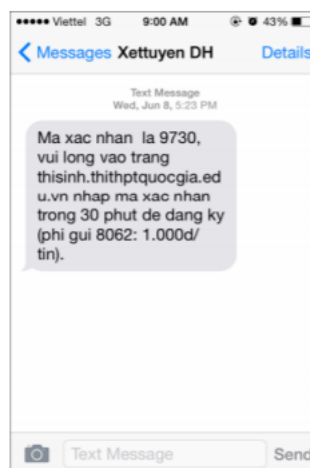 Viettel 3G 9:00 AM 43%
Messages Xettuyen DH Details
Text Message
Wed, Jun 8, 5:23 PM
Ma xac nhan la 9730,
vui long vao trang
thisinh.thithptquocgia.ed
u.vn nhap ma xac nhan
trong 30 phut de dang ky
(phi gui 8062: 1.000d/
tin).
Text Message Send